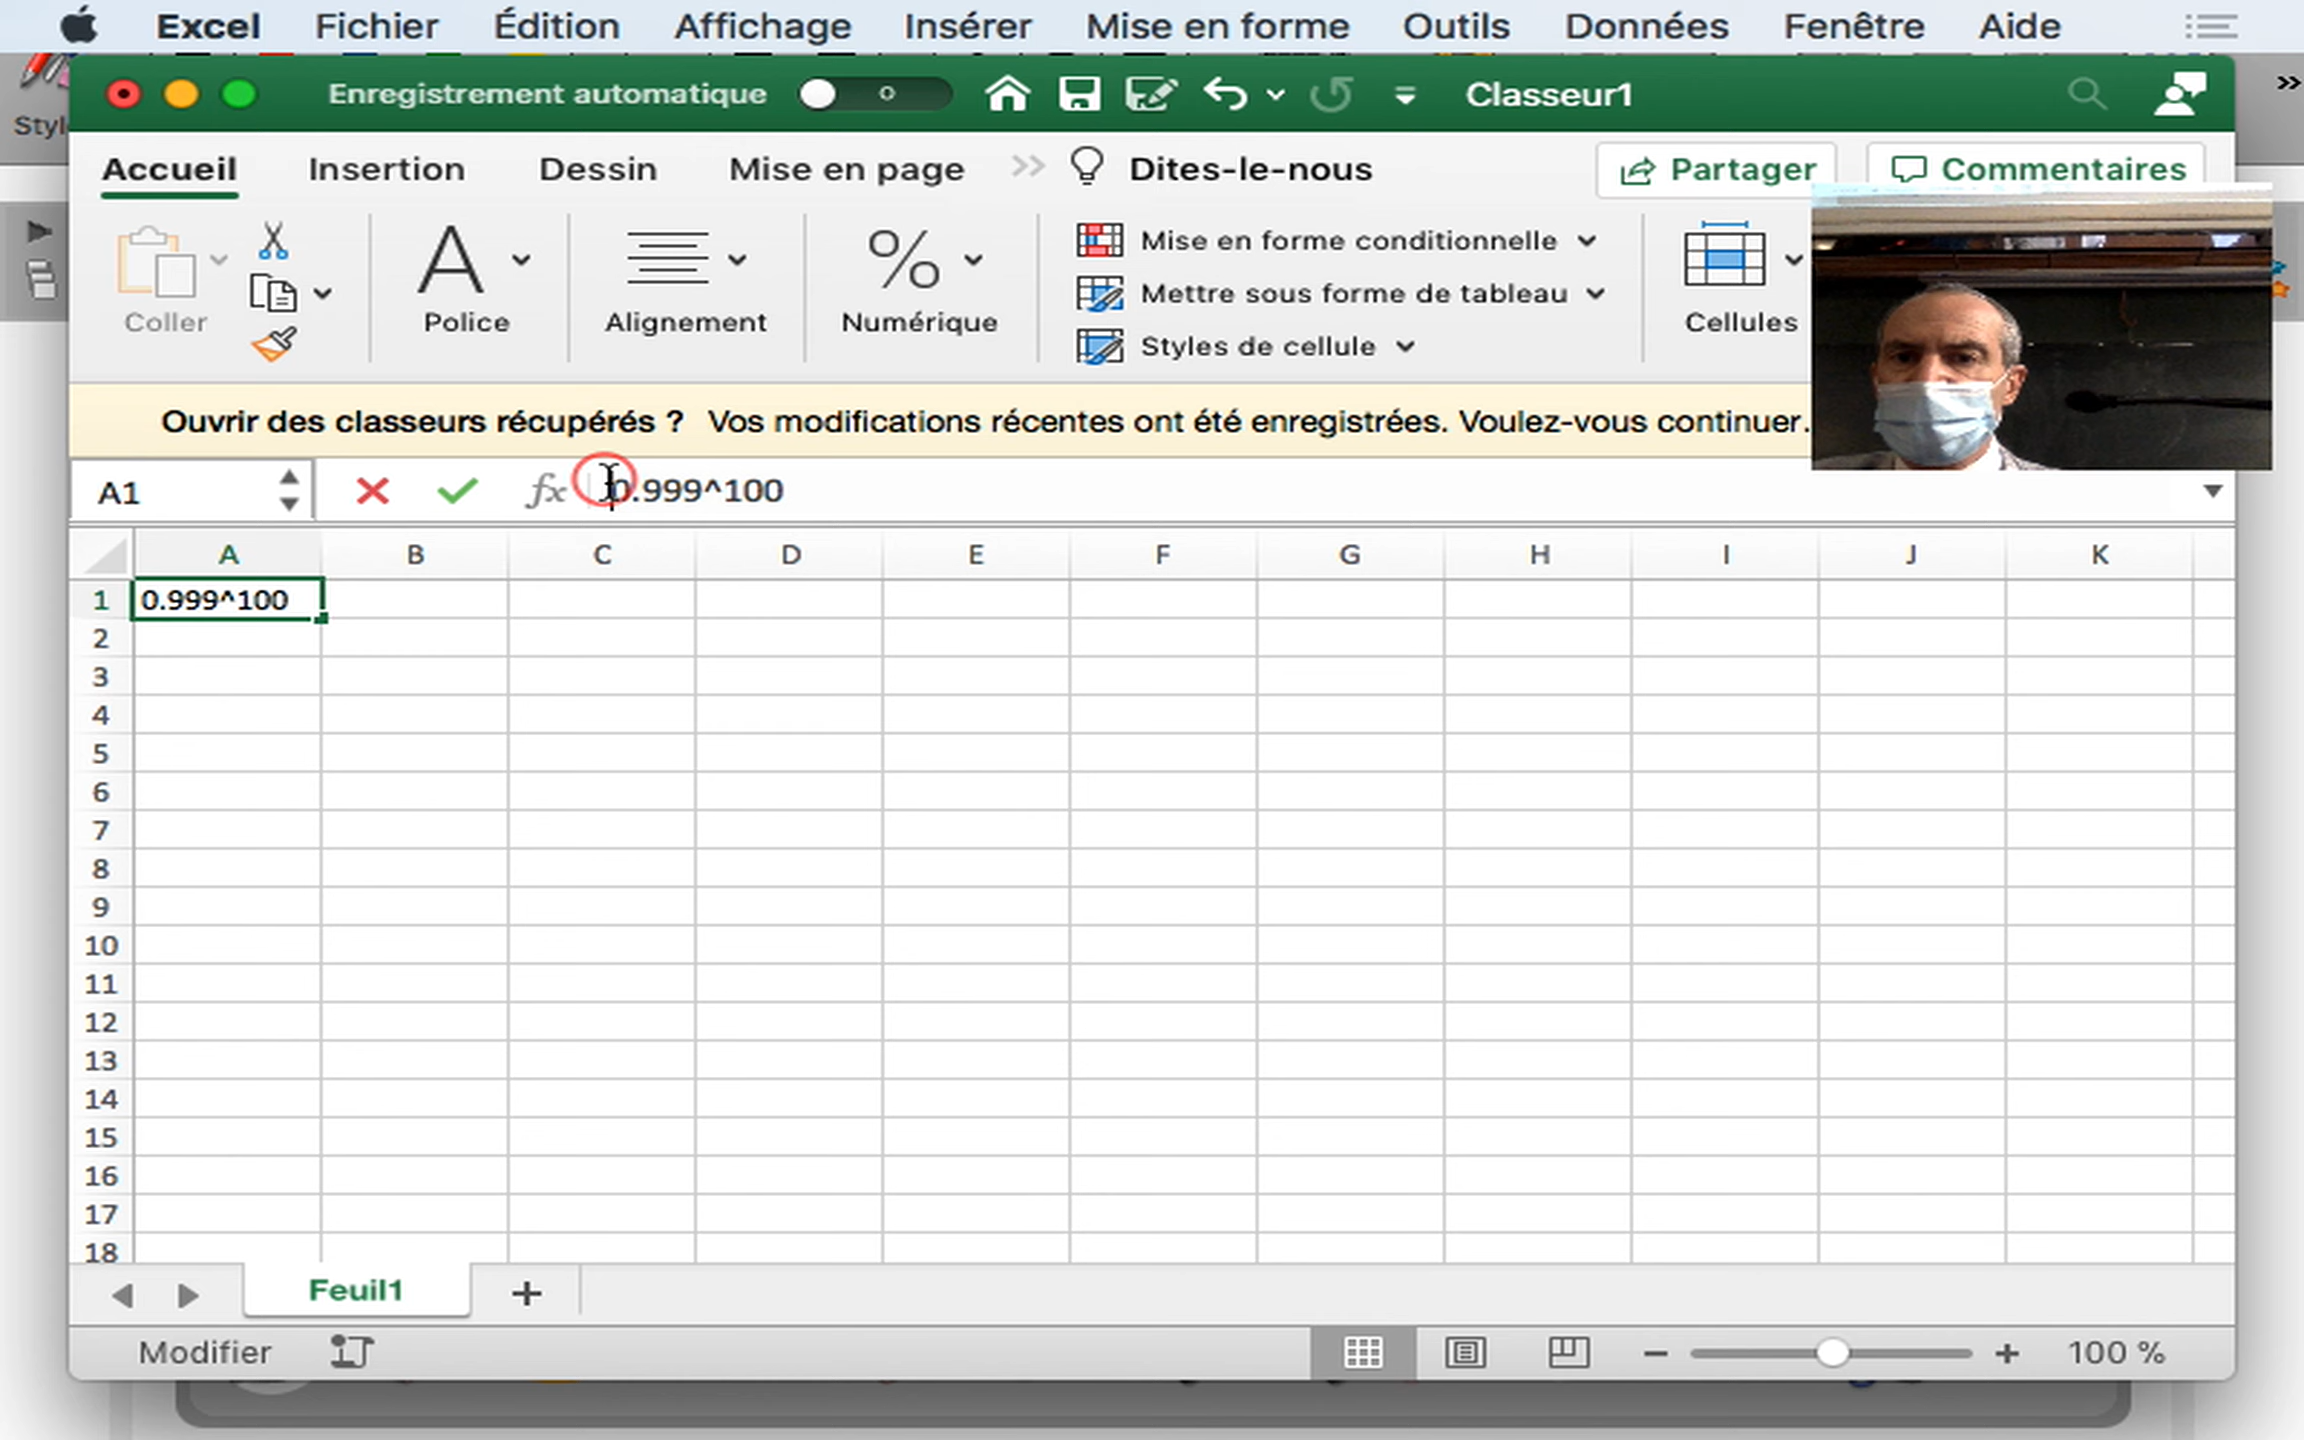 Excel Fichier Édition Affichage Insérer Mise en forme Outils Données Fenêtre Aide
Enregistrement automatique Classeur1
Accueil Insertion Dessin Mise en page Dites-le-nous Partager Commentaires
Coller Police Alignement Numérique
Mise en forme conditionnelle
Mettre sous forme de tableau
Styles de cellule
Cellules
Ouvrir des classeurs récupérés ? Vos modifications récentes ont été enregistrées. Voulez-vous continuer.
A1 fx 0.999^100
A B C D E F G H I J K
1 0.999^100
2
3
4
5
6
7
8
9
10
11
12
13
14
15
16
17
18
Feuil1
Modifier 100 %